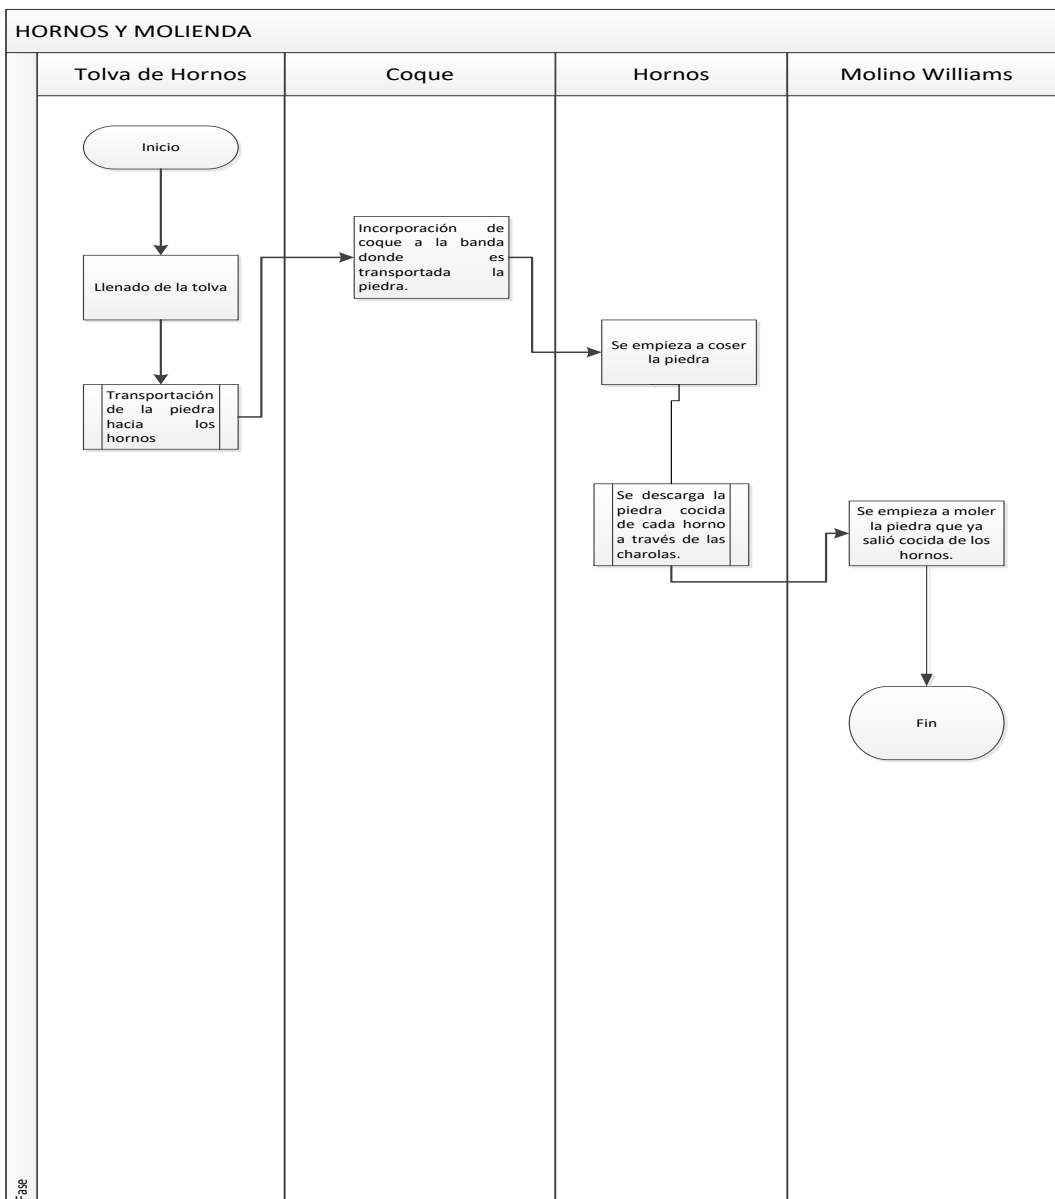 HORNOS Y MOLIENDA
Tolva de Hornos
Coque
Hornos
Molino Williams
Inicio
Llenado de la tolva
Transportación
de la piedra
hacia los
hornos
Incorporación de
coque a la banda
donde es
transportada la
piedra.
Se empieza a coser
la piedra
Se descarga la
piedra cocida
de cada horno
a través de las
charolas.
Se empieza a moler
la piedra que ya
salió cocida de los
hornos.
Fin
Fase